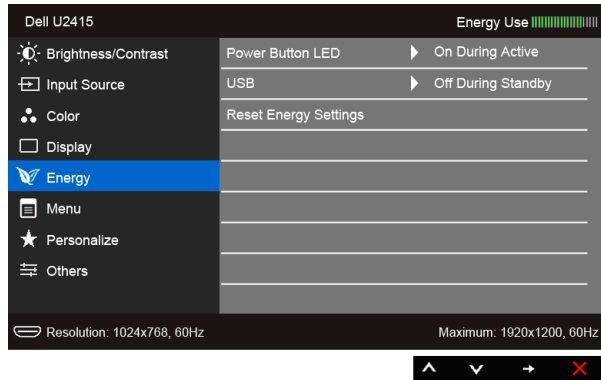 Dell U2415 Energy Use
Brightness/Contrast Power Button LED On During Active
Input Source USB Off During Standby
Color Reset Energy Settings
Display
Energy
Menu
Personalize
Others
Resolution: 1024x768, 60Hz Maximum: 1920x1200, 60Hz